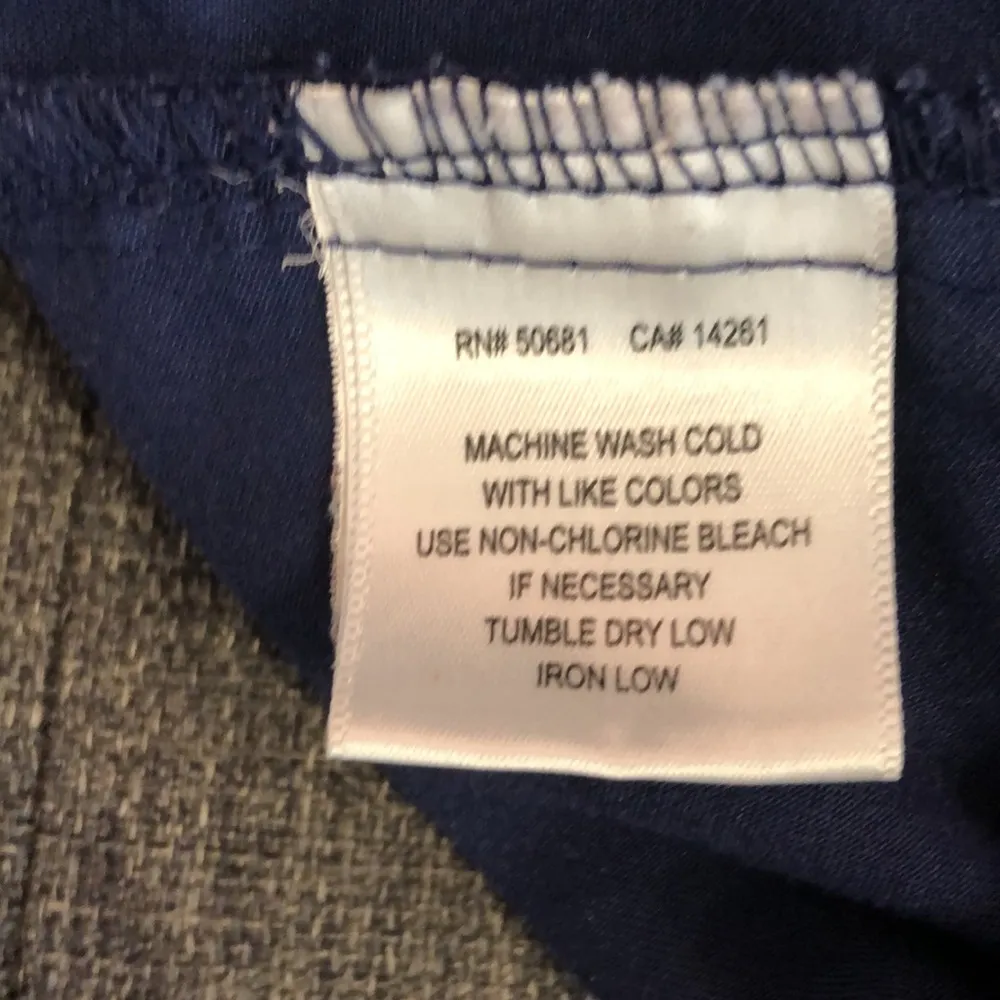 RN# 50681 CA# 14261
MACHINE WASH COLD
WITH LIKE COLORS
USE NON-CHLORINE BLEACH
IF NECESSARY
TUMBLE DRY LOW
IRON LOW